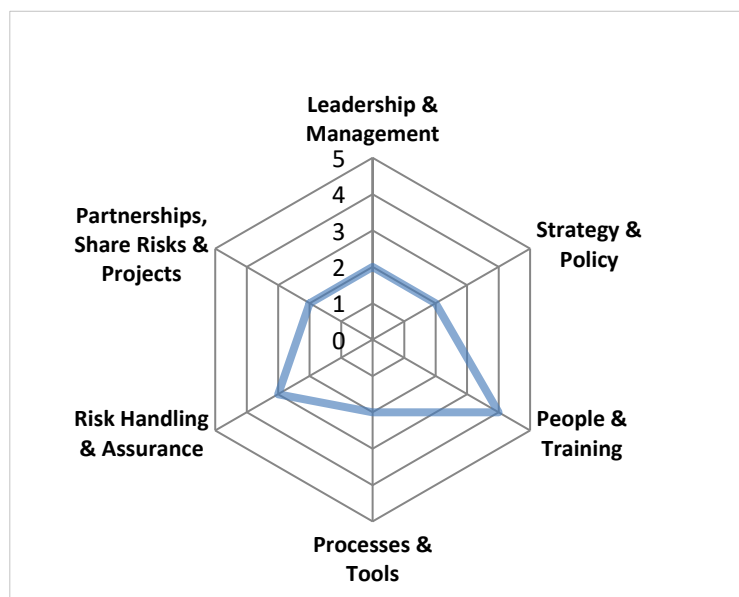 Leadership &
Management
5
4
3
2
1
0
Partnerships,
Share Risks &
Projects
Strategy &
Policy
Risk Handling
& Assurance
People &
Training
Processes &
Tools